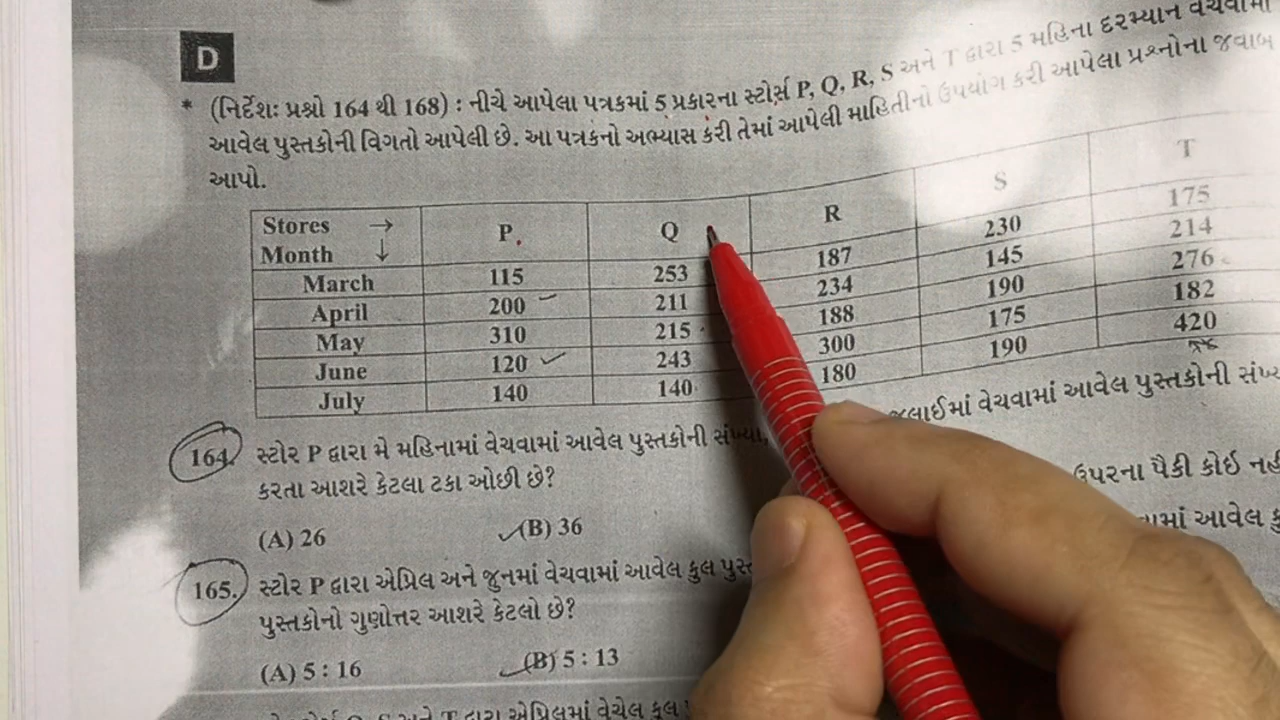 D
* (નિર્દેશઃ પ્રશ્નો 164 થી 168) : નીચે આપેલા પત્રકમાં 5 પ્રકારના સ્ટોર્સ P, Q, R, S અને T દ્વારા 5 મહિના દરમ્યાન વેચવામાં
આવેલ પુસ્તકોની વિગતો આપેલી છે. આ પત્રકનો અભ્યાસ કરી તેમાં આપેલી માહિતીનો ઉપયોગ કરી આપેલા પ્રશ્નોના જવાબ
આપો.
Stores → P Q R S T
Month ↓
March 115 253 187 230 175
April 200 211 234 145 214
May 310 215 188 190 276
June 120 243 300 175 182
July 140 140 180 190 420
164. સ્ટોર P દ્વારા મે મહિનામાં વેચવામાં આવેલ પુસ્તકોની સંખ્યા, જુલાઈમાં વેચવામાં આવેલ પુસ્તકોની
કરતા આશરે કેટલા ટકા ઓછી છે?
(A) 26 (B) 36 ઉપરના પૈકી કોઇ નહી
165. સ્ટોર P દ્વારા એપ્રિલ અને જુનમાં વેચવામાં આવેલ કુલ આવેલ
પુસ્તકોનો ગુણોત્તર આશરે કેટલો છે?
(A) 5 : 16 (B) 5 : 13
T દ્વારા એપ્રિલમાં વેચેલ કુલ